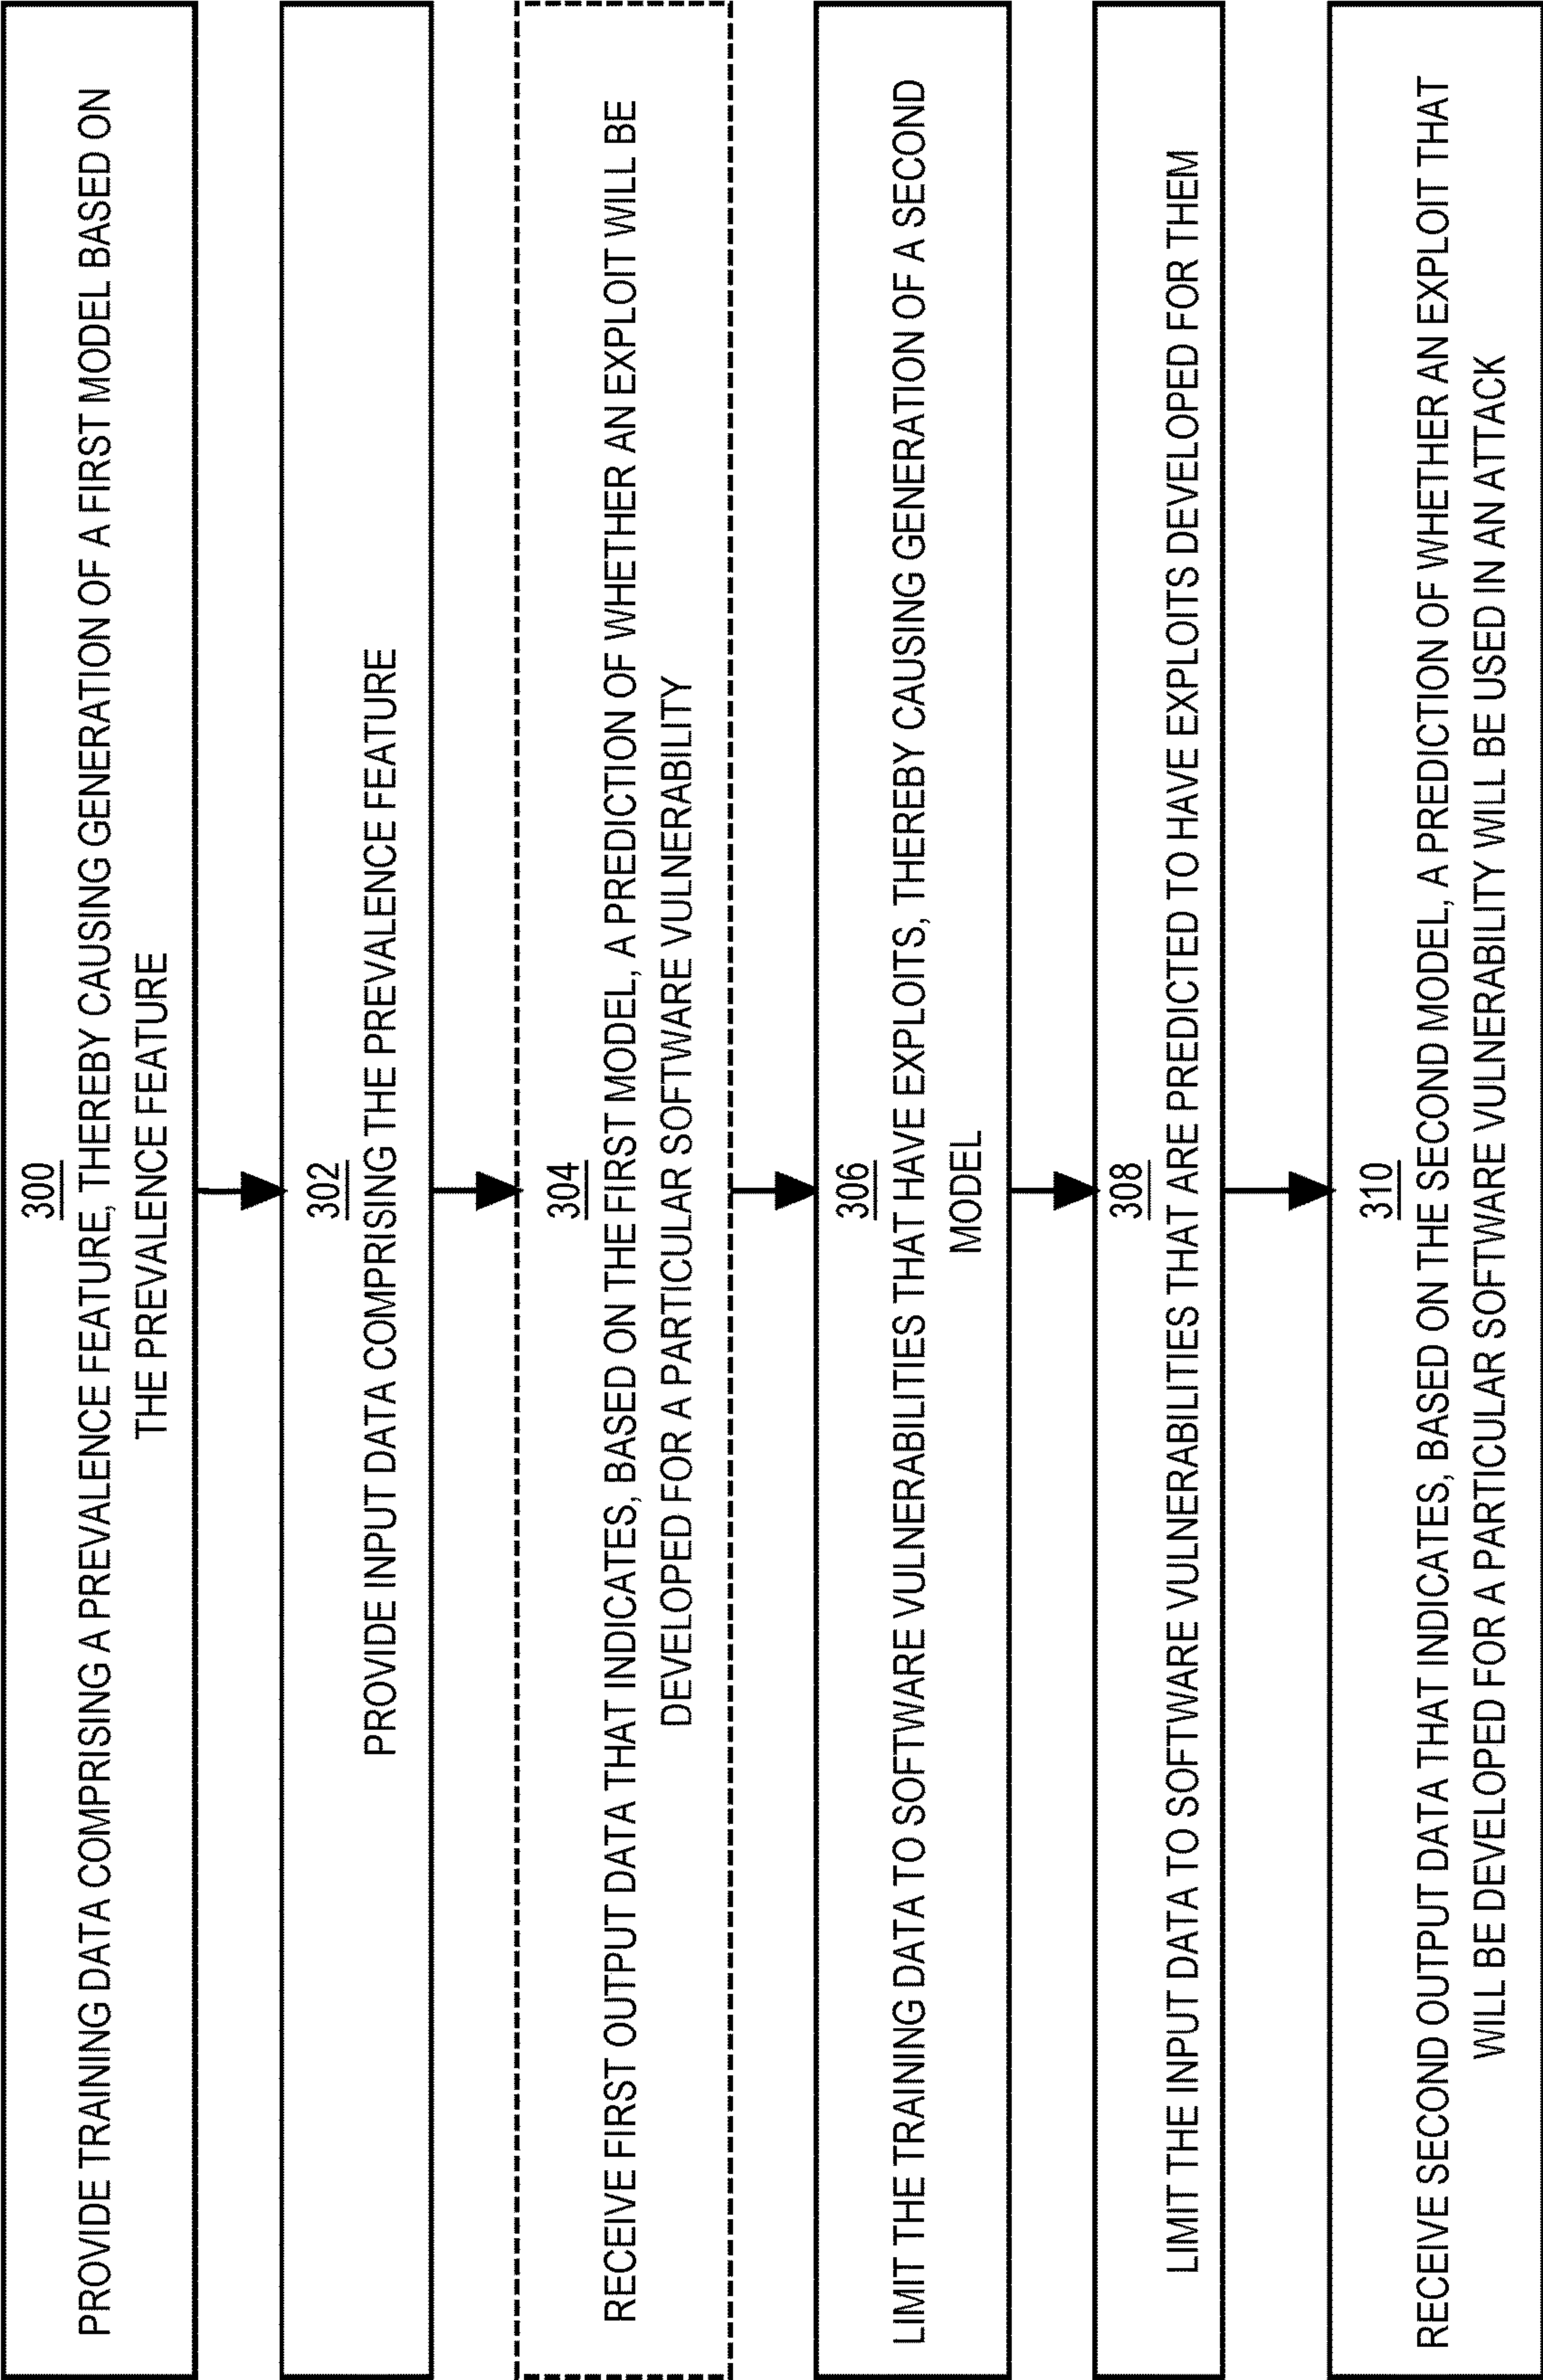 300
PROVIDE TRAINING DATA COMPRISING A PREVALENCE FEATURE, THEREBY CAUSING GENERATION OF A FIRST MODEL BASED ON
THE PREVALENCE FEATURE
302
PROVIDE INPUT DATA COMPRISING THE PREVALENCE FEATURE
304
RECEIVE FIRST OUTPUT DATA THAT INDICATES, BASED ON THE FIRST MODEL, A PREDICTION OF WHETHER AN EXPLOIT WILL BE
DEVELOPED FOR A PARTICULAR SOFTWARE VULNERABILITY
306
LIMIT THE TRAINING DATA TO SOFTWARE VULNERABILITIES THAT HAVE EXPLOITS, THEREBY CAUSING GENERATION OF A SECOND
MODEL
308
LIMIT THE INPUT DATA TO SOFTWARE VULNERABILITIES THAT ARE PREDICTED TO HAVE EXPLOITS DEVELOPED FOR THEM
310
RECEIVE SECOND OUTPUT DATA THAT INDICATES, BASED ON THE SECOND MODEL, A PREDICTION OF WHETHER AN EXPLOIT THAT
WILL BE DEVELOPED FOR A PARTICULAR SOFTWARE VULNERABILITY WILL BE USED IN AN ATTACK